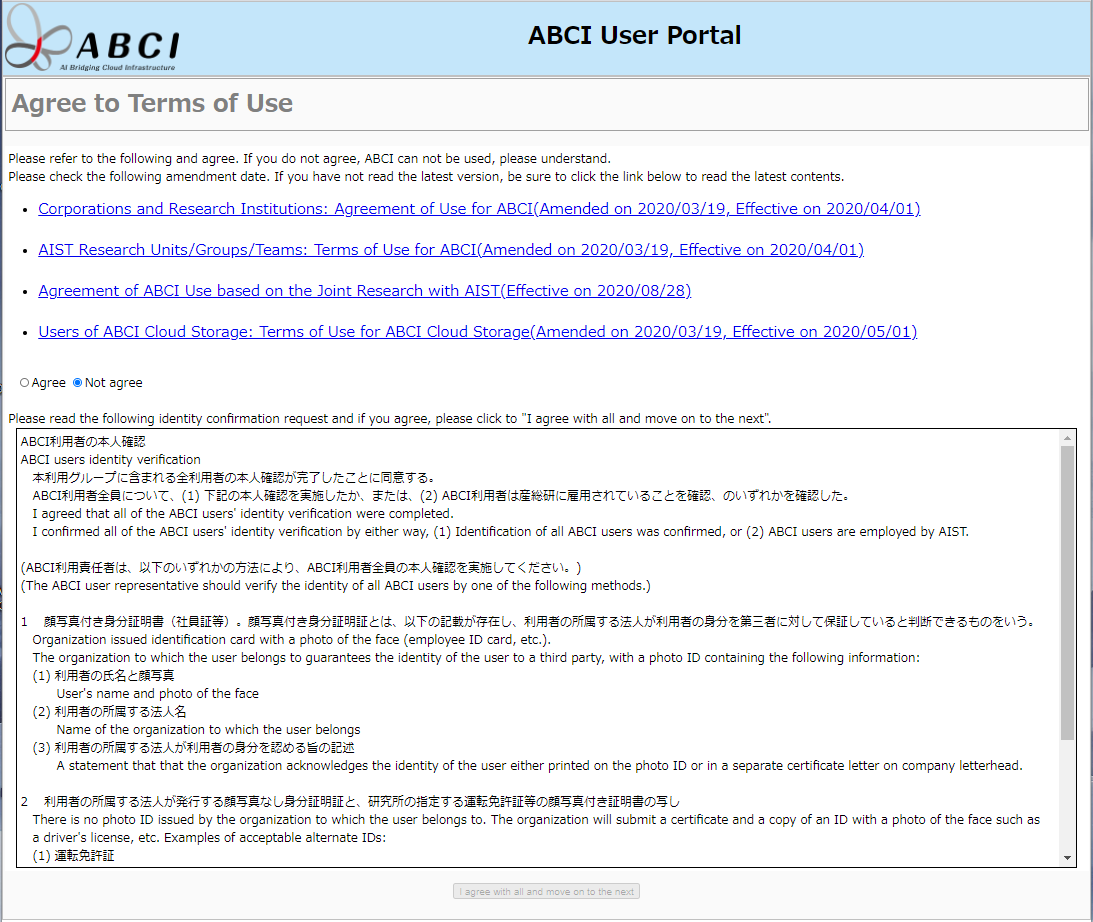 ABCI
AI Bridging Cloud Infrastructure
ABCI User Portal
Agree to Terms of Use
Please refer to the following and agree. If you do not agree, ABCI can not be used, please understand.
Please check the following amendment date. If you have not read the latest version, be sure to click the link below to read the latest contents.
• Corporations and Research Institutions: Agreement of Use for ABCI(Amended on 2020/03/19, Effective on 2020/04/01)
• AIST Research Units/Groups/Teams: Terms of Use for ABCI(Amended on 2020/03/19, Effective on 2020/04/01)
• Agreement of ABCI Use based on the Joint Research with AIST(Effective on 2020/08/28)
• Users of ABCI Cloud Storage: Terms of Use for ABCI Cloud Storage(Amended on 2020/03/19, Effective on 2020/05/01)
Agree Not agree
Please read the following identity confirmation request and if you agree, please click to "I agree with all and move on to the next".
ABCI利用者の本人確認
ABCI users identity verification
本利用グループに含まれる全利用者の本人確認が完了したことに同意する。
ABCI利用者全員について、(1) 下記の本人確認を実施したか、または、(2) ABCI利用者は産総研に雇用されていることを確認、のいずれかを確認した。
I agreed that all of the ABCI users' identity verification were completed.
I confirmed all of the ABCI users' identity verification by either way, (1) Identification of all ABCI users was confirmed, or (2) ABCI users are employed by AIST.
(ABCI利用責任者は、以下のいずれかの方法により、ABCI利用者全員の本人確認を実施してください。)
(The ABCI user representative should verify the identity of all ABCI users by one of the following methods.)
1 顔写真付き身分証明書（社員証等）。顔写真付き身分証明証とは、以下の記載が存在し、利用者の所属する法人が利用者の身分を第三者に対して保証していると判断できるものをいう。
Organization issued identification card with a photo of the face (employee ID card, etc.).
The organization to which the user belongs to guarantees the identity of the user to a third party, with a photo ID containing the following information:
(1) 利用者の氏名と顔写真
User's name and photo of the face
(2) 利用者の所属する法人名
Name of the organization to which the user belongs
(3) 利用者の所属する法人が利用者の身分を認める旨の記述
A statement that that the organization acknowledges the identity of the user either printed on the photo ID or in a separate certificate letter on company letterhead.
2 利用者の所属する法人が発行する顔写真なし身分証明証と、研究所の指定する運転免許証等の顔写真付き証明書の写し
There is no photo ID issued by the organization to which the user belongs to. The organization will submit a certificate and a copy of an ID with a photo of the face such as
a driver's license, etc. Examples of acceptable alternate IDs:
(1) 運転免許証
I agree with all and move on to the next